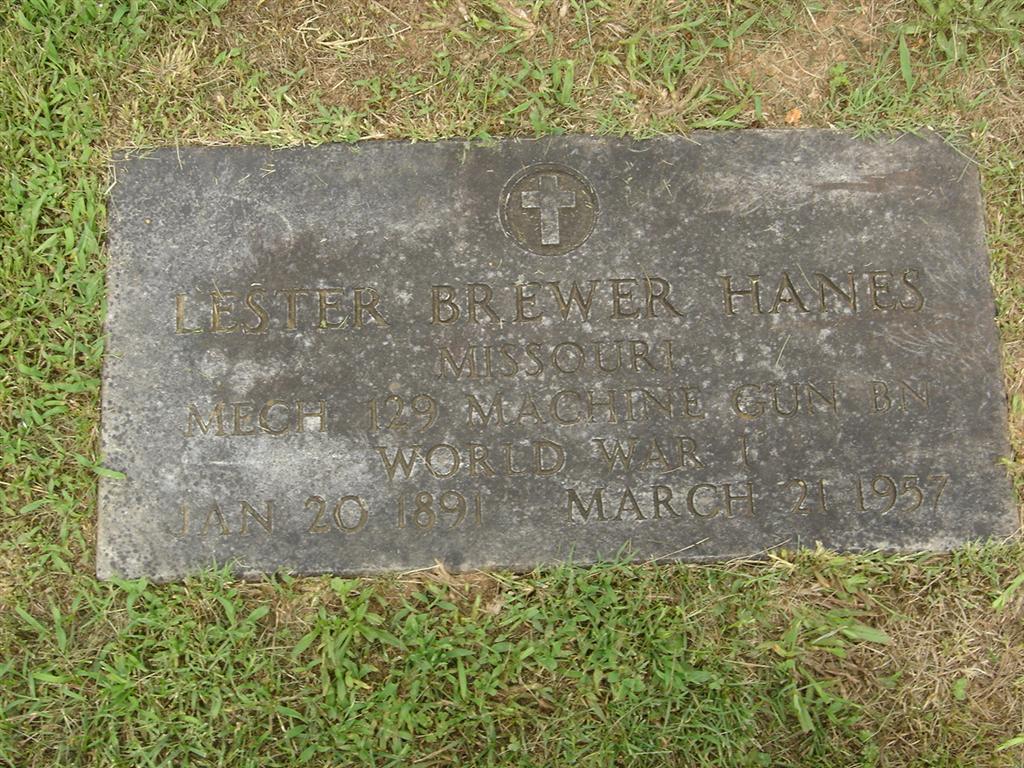 LESTER BREWER HANES
MISSOURI
MECH 129 MACHINE GUN BN
WORLD WAR I
JAN 20 1891 MARCH 21 1957